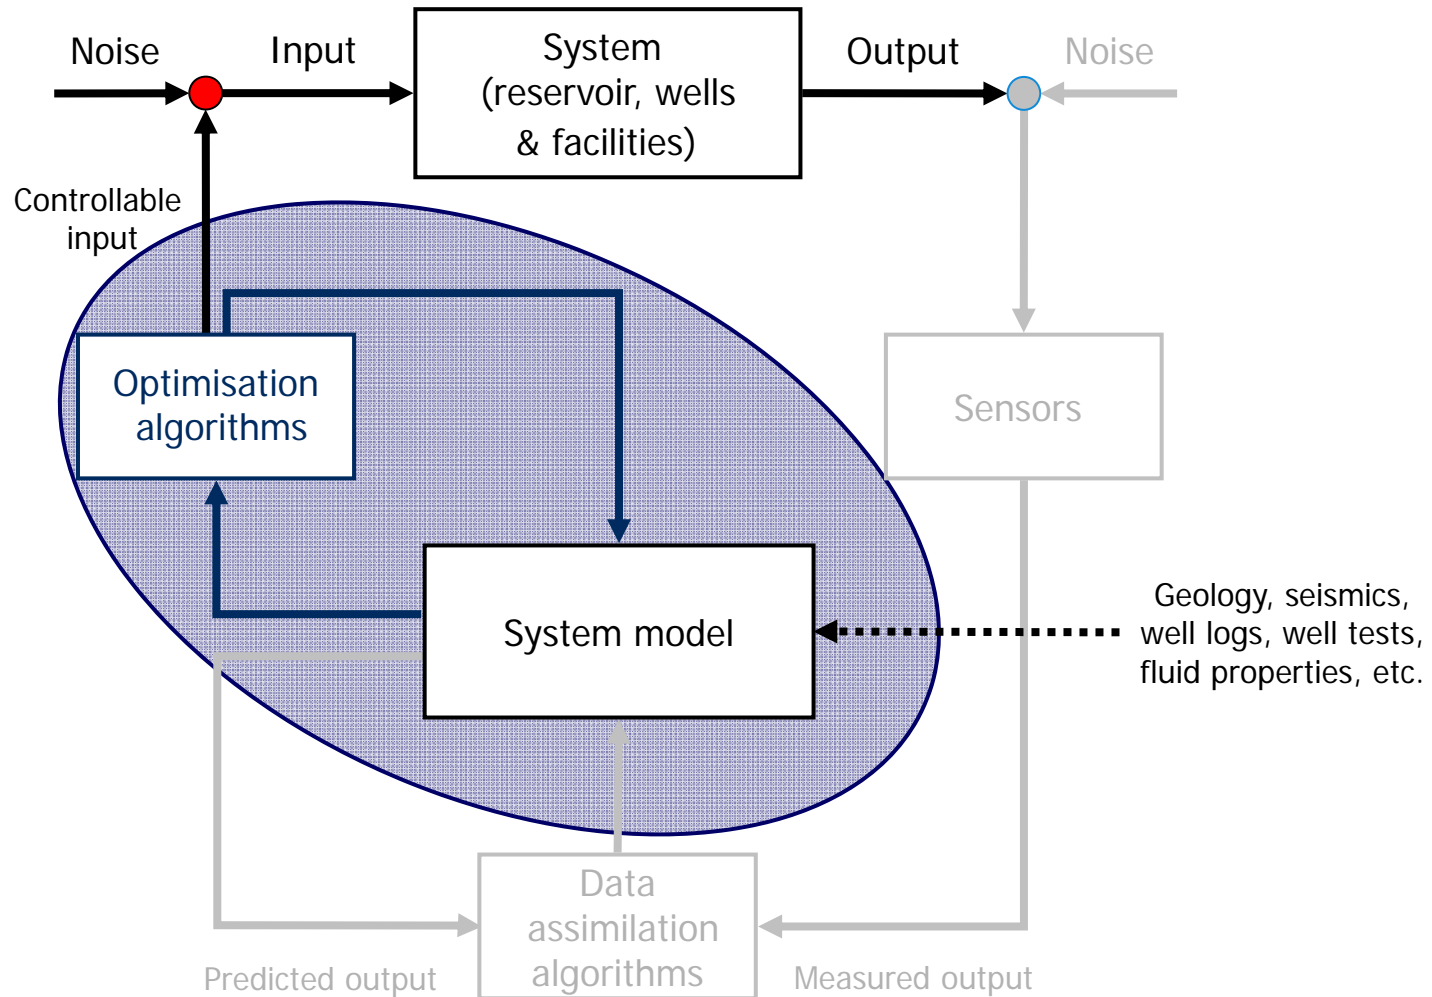 Noise
Input
System
(reservoir, wells
& facilities)
Output
Noise
Controllable
input
Optimisation
algorithms
Sensors
System model
Geology, seismics,
well logs, well tests,
fluid properties, etc.
Data
assimilation
algorithms
Predicted output
Measured output